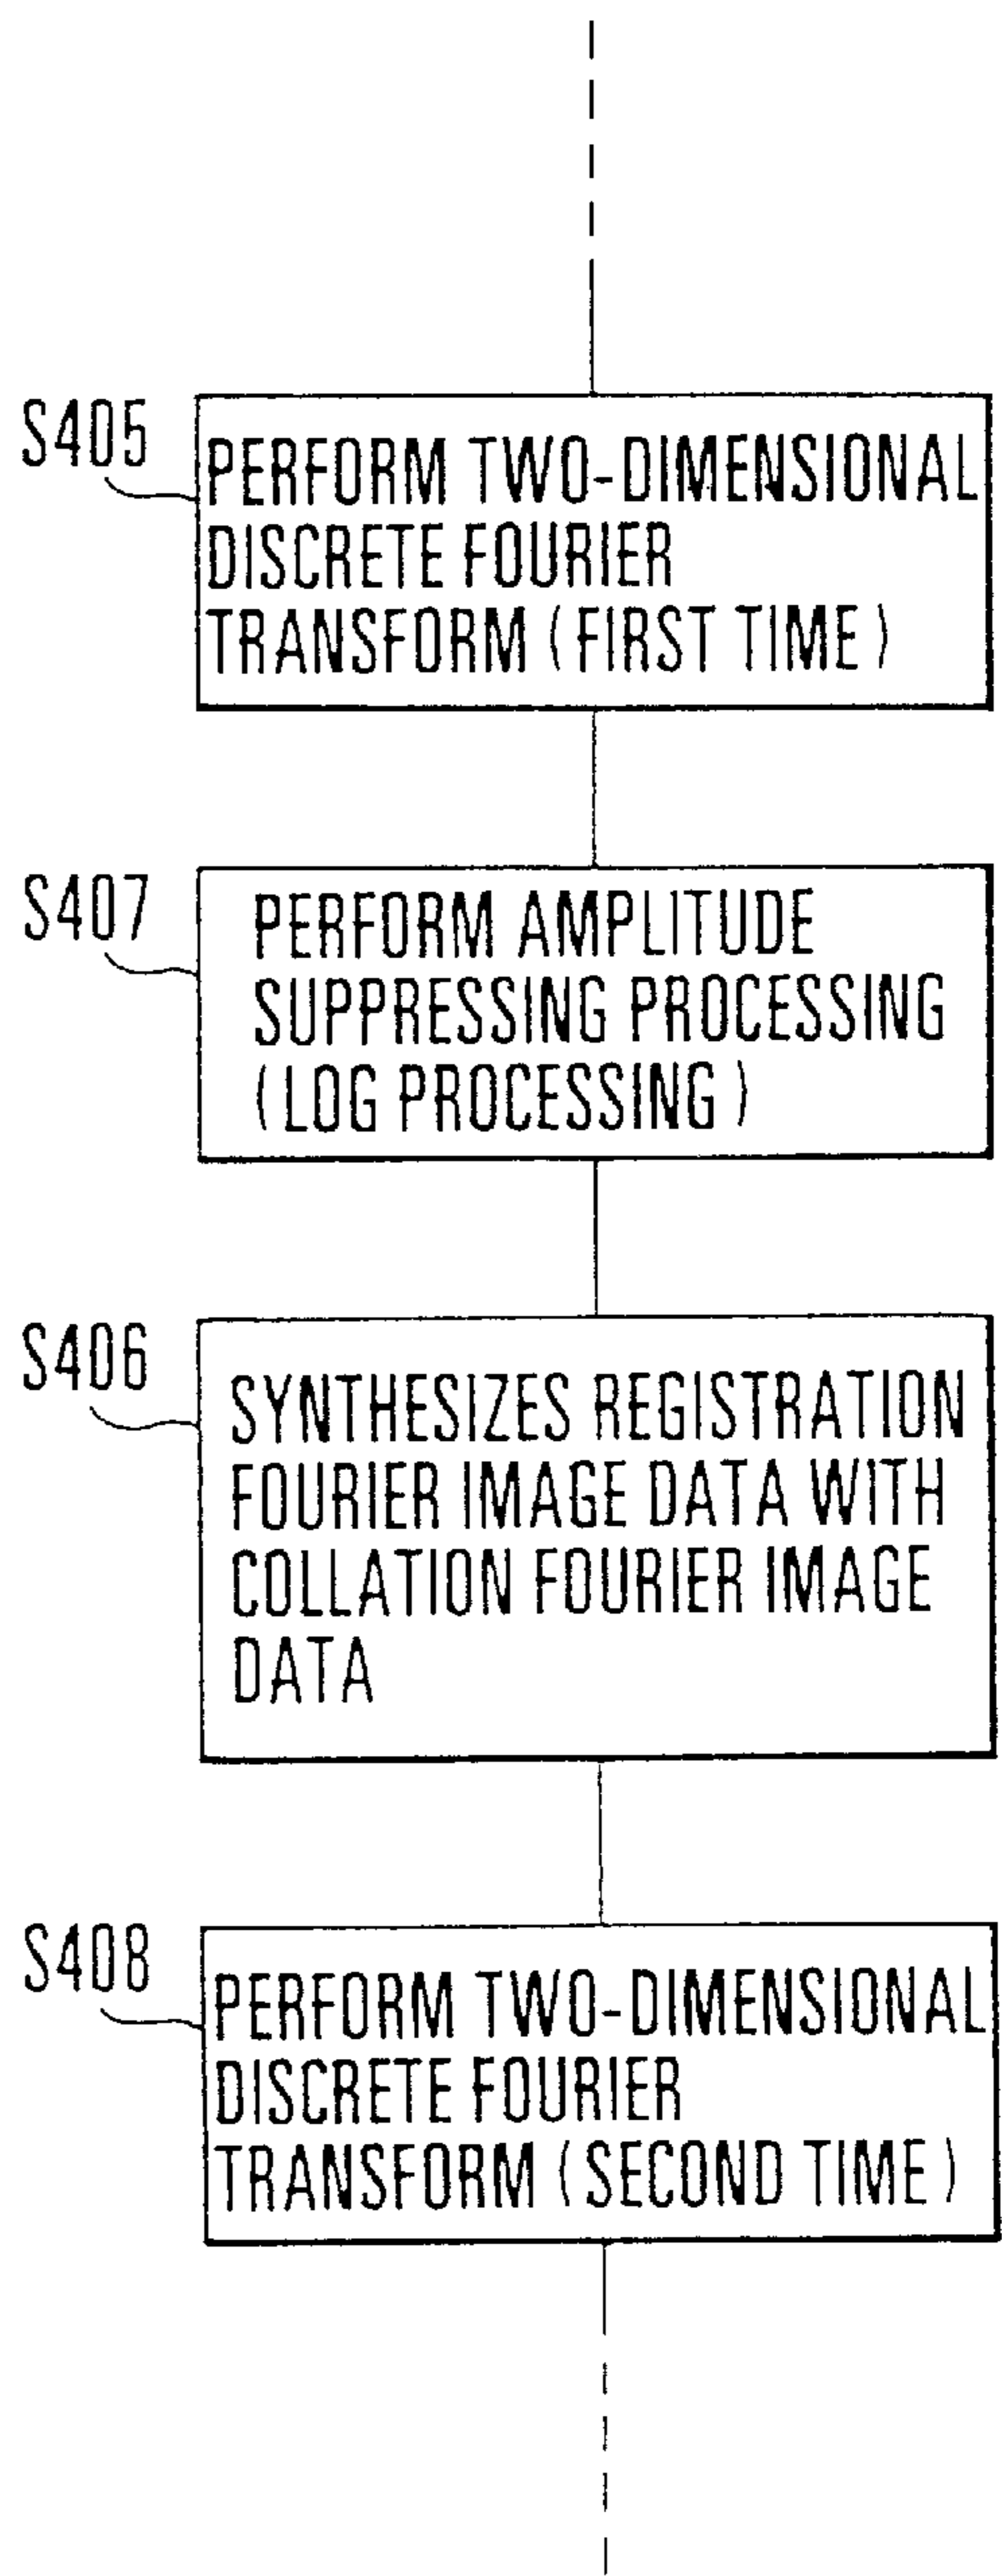 S405
PERFORM TWO-DIMENSIONAL
DISCRETE FOURIER
TRANSFORM (FIRST TIME)
S407
PERFORM AMPLITUDE
SUPPRESSING PROCESSING
(LOG PROCESSING)
S406
SYNTHESIZES REGISTRATION
FOURIER IMAGE DATA WITH
COLLATION FOURIER IMAGE
DATA
S408
PERFORM TWO-DIMENSIONAL
DISCRETE FOURIER
TRANSFORM (SECOND TIME)